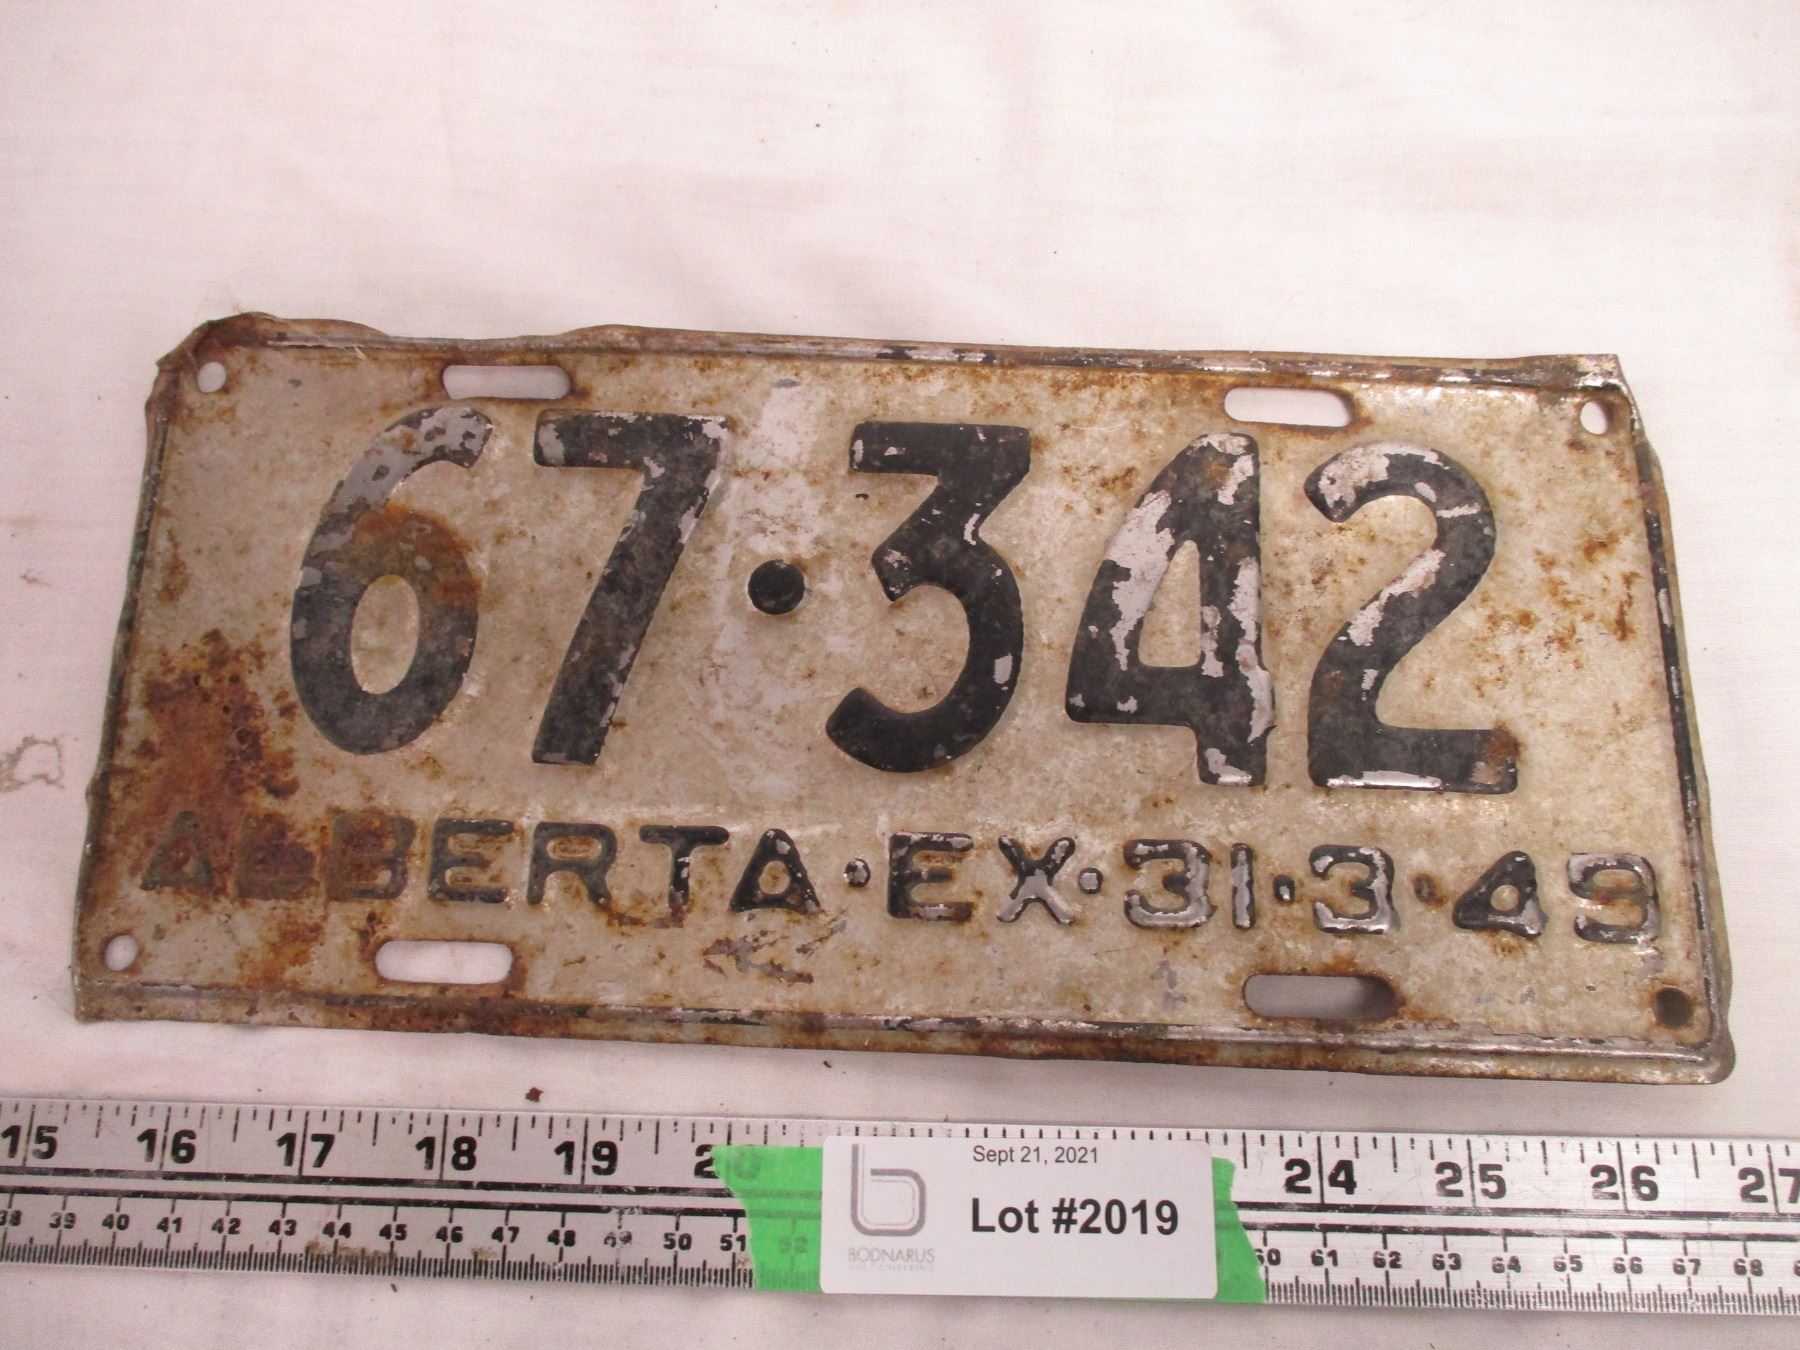 67·342
ALBERTA·EX·31·3·49
15 16 17 18 19 20 24 25 26 27
38 39 40 41 42 43 44 45 46 47 48 49 50 51 52 60 61 62 63 64 65 66 67 68
Sept 21, 2021
Lot #2019
BODNARUS
AUCTIONEERING